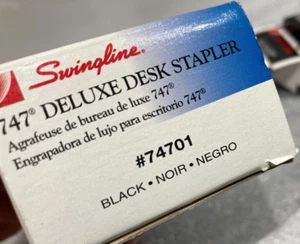 Swingline®
747® DELUXE DESK STAPLER
Agrafeuse de bureau de luxe 747®
Engrapadora de lujo para escritorio 747®
#74701
BLACK • NOIR • NEGRO